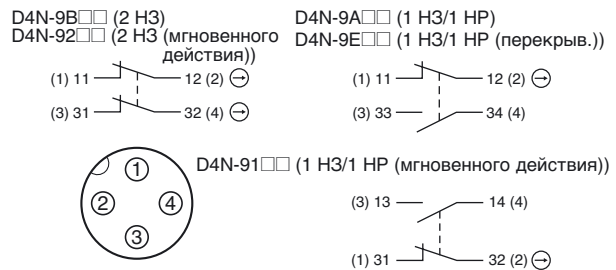 D4N-9B□□ (2 НЗ)
D4N-92□□ (2 НЗ (мгновенного
действия))
(1) 11 12 (2)
(3) 31 32 (4)
D4N-9A□□ (1 НЗ/1 НР)
D4N-9E□□ (1 НЗ/1 НР (перекрыв.))
(1) 11 12 (2)
(3) 33 34 (4)
1
2 4
3
D4N-91□□ (1 НЗ/1 НР (мгновенного действия))
(3) 13 14 (4)
(1) 31 32 (2)